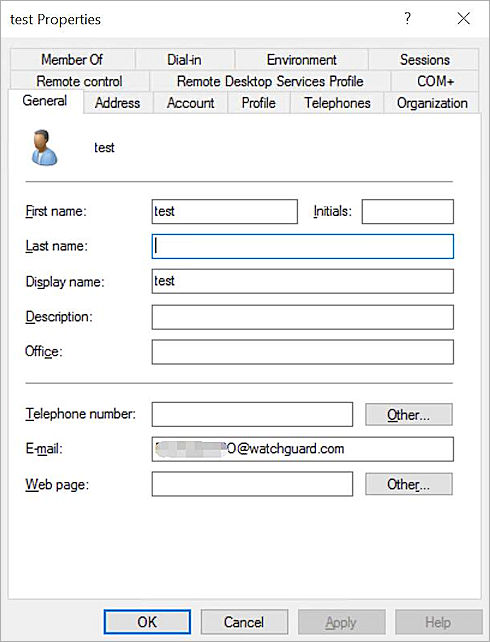 test Properties
?
Member Of Dial-in Environment Sessions
Remote control Remote Desktop Services Profile COM+
General Address Account Profile Telephones Organization
test
First name: test Initials:
Last name:
Display name: test
Description:
Office:
Telephone number: Other...
E-mail: O@watchguard.com
Web page: Other...
OK Cancel Apply Help